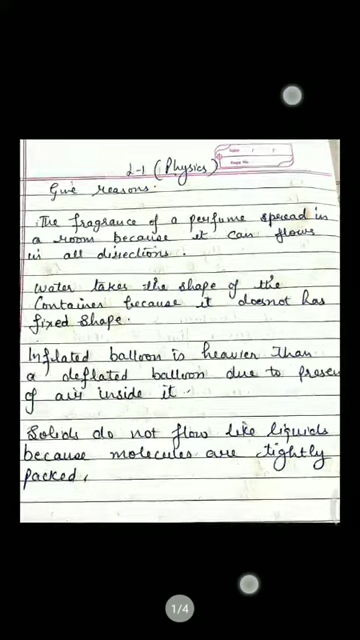 L-1 (Physics)
Give reasons:
The fragrance of a perfume spread in
a room because it can flows
in all directions.
Water takes the shape of the
Container because it doesnot has
fixed shape.
Inflated balloon is heavier than
a deflated balloon due to presen
of air inside it.
Solids do not flow like liquids
because molecules are tightly
packed.
1/4